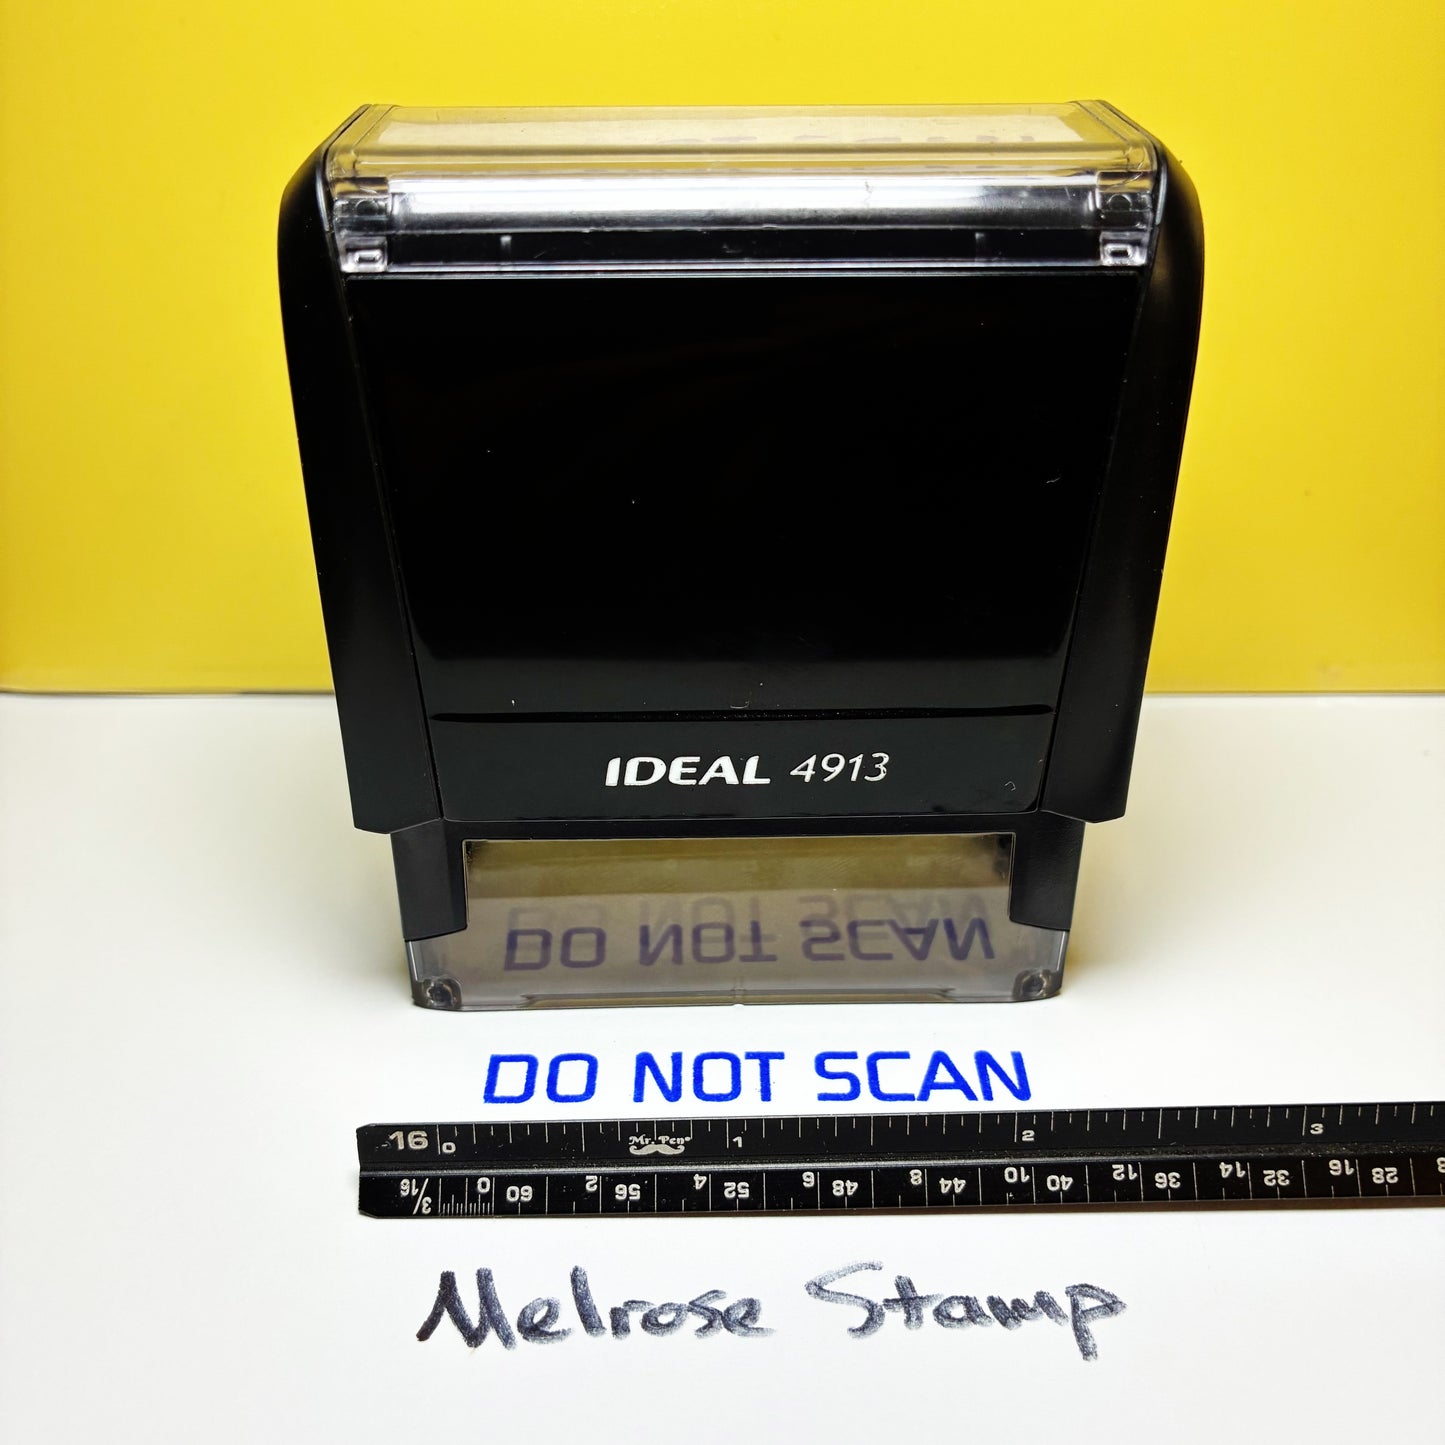 IDEAL 4913
DO NOT SCAN
DO NOT SCAN
16 0 Mr. Pen® 1 2 3
3/16 0 60 2 56 4 52 6 48 8 44 10 40 12 36 14 32 16 28
Melrose Stamp